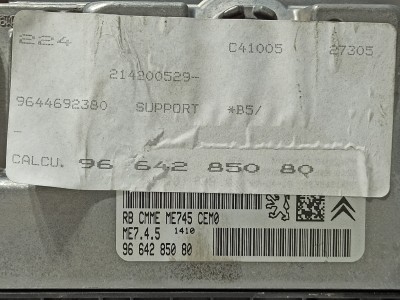 224 C41005 27305
214200529-
9644692380 SUPPORT *B5/
-
CALCU. 96 642 850 80
RB CMME ME745 CEM0
ME7.4.5 1410
96 642 850 80